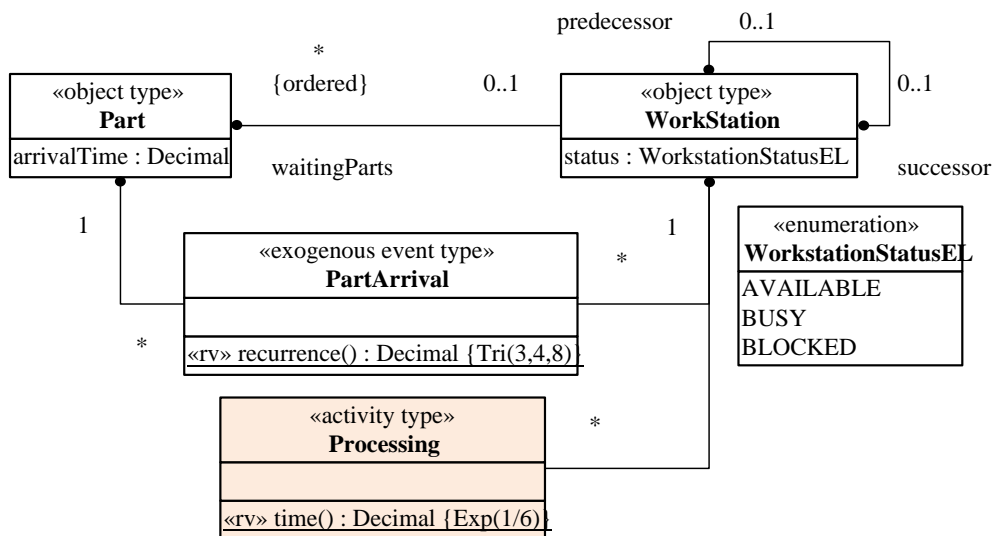 predecessor
0..1
*
{ordered}
0..1
0..1
«object type»
Part
arrivalTime : Decimal
«object type»
WorkStation
status : WorkstationStatusEL
waitingParts
successor
1
1
«enumeration»
WorkstationStatusEL
AVAILABLE
BUSY
BLOCKED
«exogenous event type»
PartArrival
*
*
«rv» recurrence() : Decimal {Tri(3,4,8)}
«activity type»
Processing
*
«rv» time() : Decimal {Exp(1/6)}